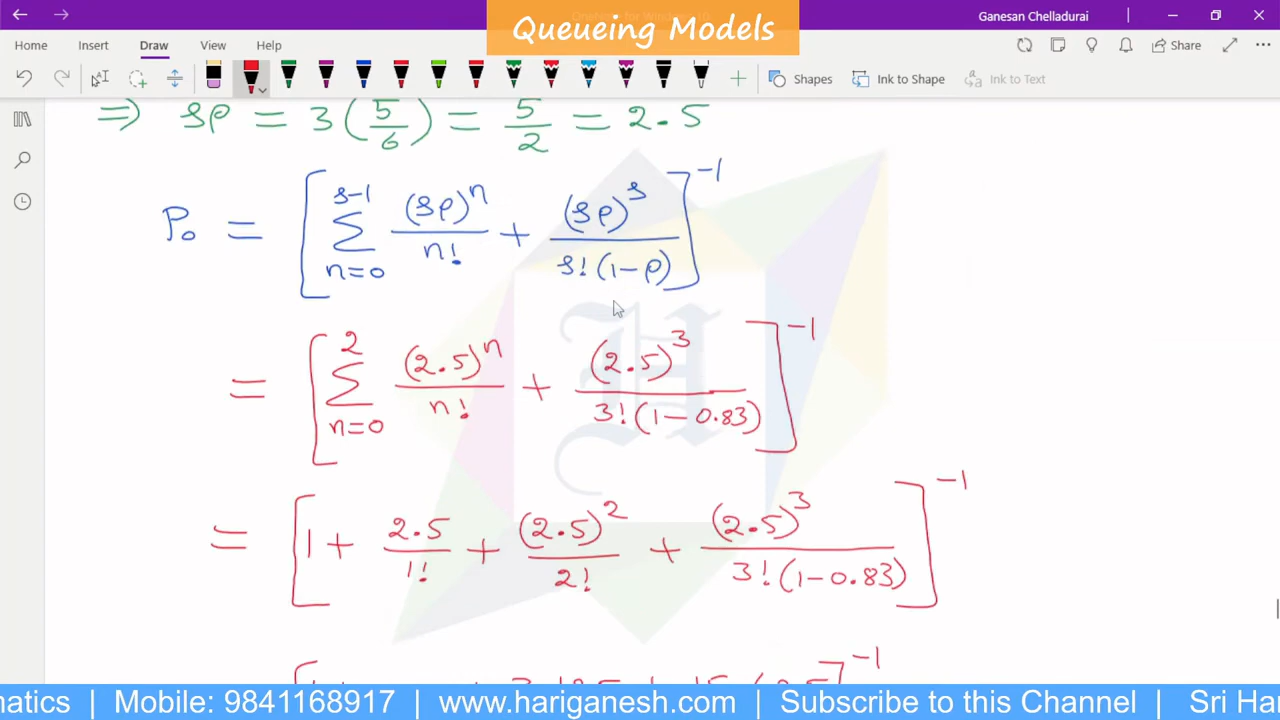 Queueing Models
Ganesan Chelladurai
Home Insert Draw View Help
Share
Shapes Ink to Shape Ink to Text
⇒ sρ = 3(5/6) = 5/2 = 2.5
P₀ = [ Σ_{n=0}^{s-1} (sρ)^n / n! + (sρ)^s / s!(1-ρ) ]^{-1}
= [ Σ_{n=0}^{2} (2.5)^n / n! + (2.5)^3 / 3!(1-0.83) ]^{-1}
= [ 1 + 2.5 / 1! + (2.5)^2 / 2! + (2.5)^3 / 3!(1-0.83) ]^{-1}
]^{-1}
matics | Mobile: 9841168917 | www.hariganesh.com | Subscribe to this Channel | Sri Har